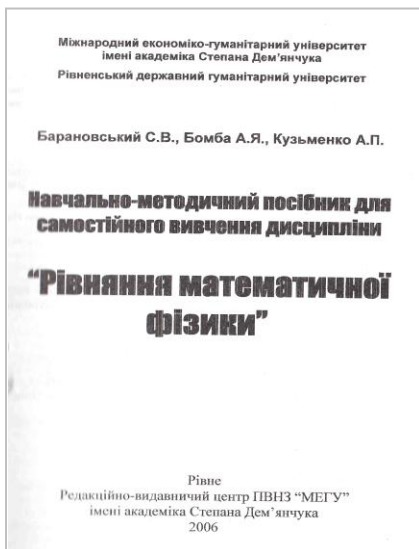 Міжнародний економіко-гуманітарний університет
імені академіка Степана Дем'янчука
Рівненський державний гуманітарний університет
Барановський С.В., Бомба А.Я., Кузьменко А.П.
Навчально-методичний посібник для
самостійного вивчення дисципліни
“Рівняння математичної
фізики”
Рівне
Редакційно-видавничий центр ПВНЗ “МЕГУ”
імені академіка Степана Дем'янчука
2006